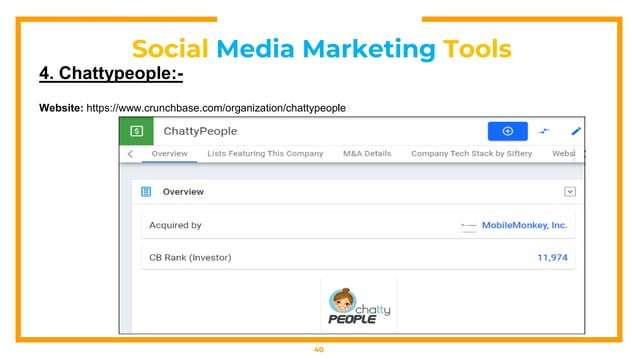 Social Media Marketing Tools
4. Chattypeople:-
Website: https://www.crunchbase.com/organization/chattypeople
ChattyPeople
Overview Lists Featuring This Company M&A Details Company Tech Stack by Siftery Websi
Overview
Acquired by MobileMonkey, Inc.
CB Rank (Investor) 11,974
chatty
PEOPLE
40